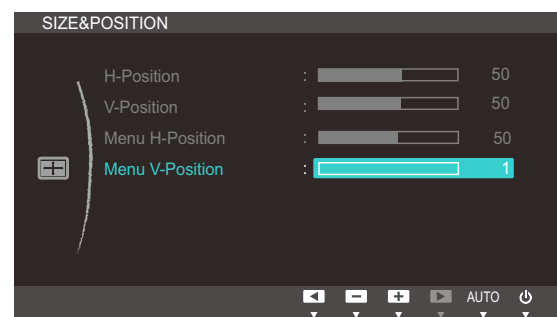 SIZE&POSITION
H-Position : 50
V-Position : 50
Menu H-Position : 50
Menu V-Position : 1
AUTO